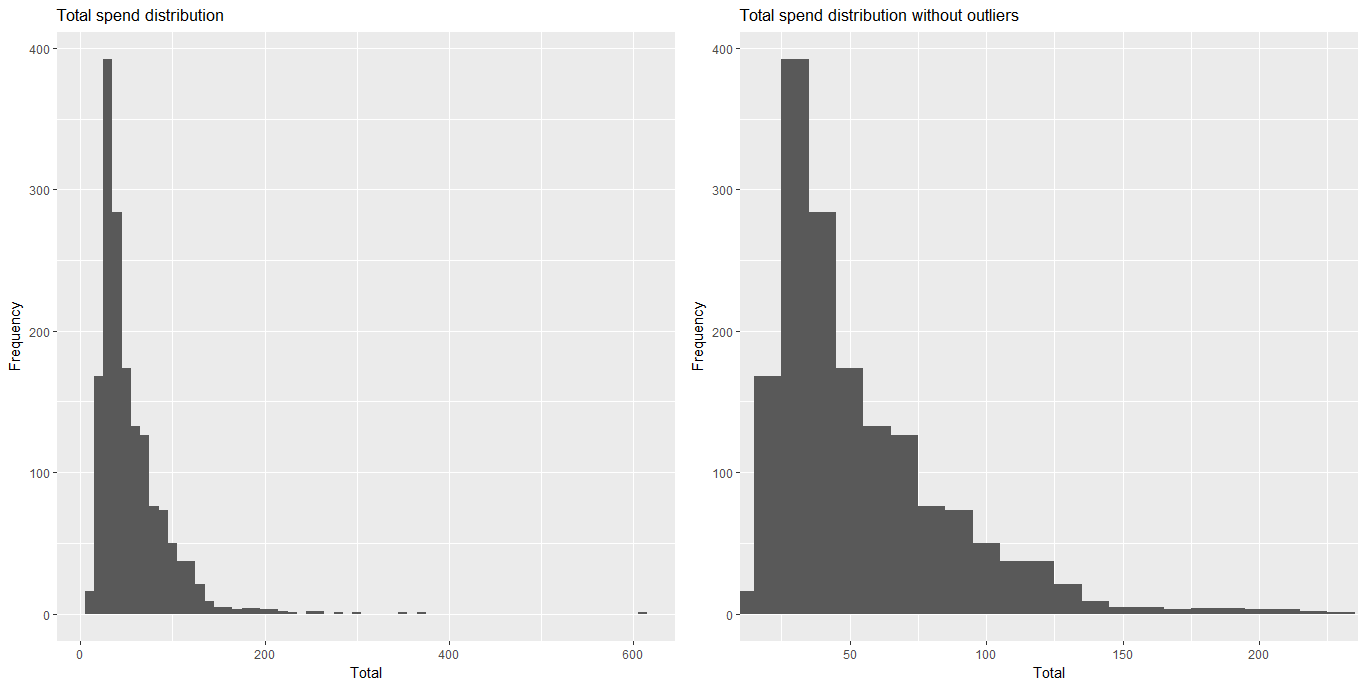 Total spend distribution
400
300
200
100
0
Frequency
0 200 400 600
Total
Total spend distribution without outliers
400
300
200
100
0
Frequency
50 100 150 200
Total